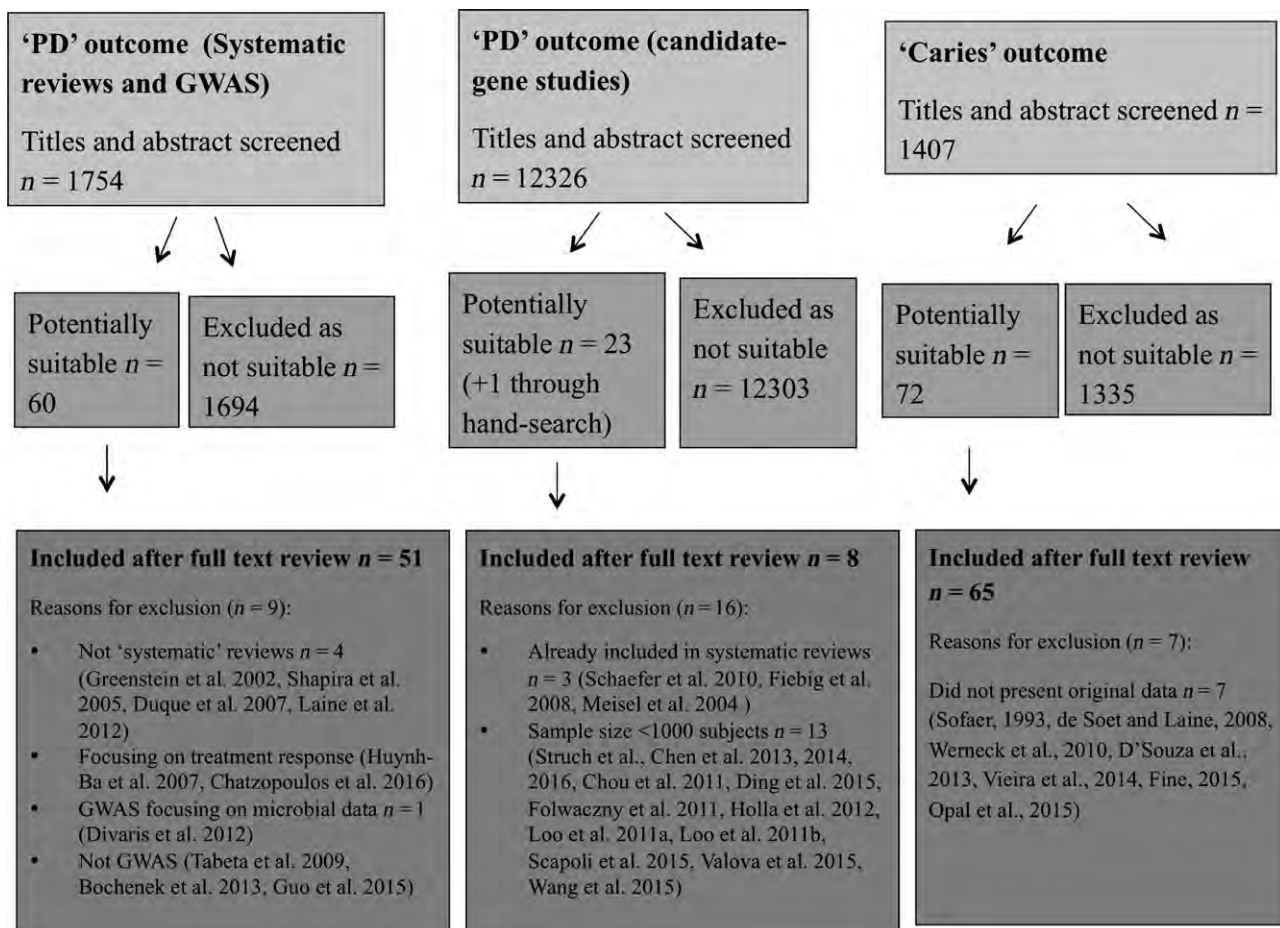 ‘PD’ outcome (Systematic
reviews and GWAS)
Titles and abstract screened
n = 1754
‘PD’ outcome (candidate-
gene studies)
Titles and abstract screened
n = 12326
‘Caries’ outcome
Titles and abstract screened n =
1407
Potentially
suitable n =
60
Excluded as
not suitable n =
1694
Potentially
suitable n = 23
(+1 through
hand-search)
Excluded as
not suitable
n = 12303
Potentially
suitable n =
72
Excluded as
not suitable n =
1335
Included after full text review n = 51
Reasons for exclusion (n = 9):
• Not ‘systematic’ reviews n = 4
(Greenstein et al. 2002, Shapira et al.
2005, Duque et al. 2007, Laine et al.
2012)
• Focusing on treatment response (Huynh-
Ba et al. 2007, Chatzopoulos et al. 2016)
• GWAS focusing on microbial data n = 1
(Divaris et al. 2012)
• Not GWAS (Tabeta et al. 2009,
Bochenek et al. 2013, Guo et al. 2015)
Included after full text review n = 8
Reasons for exclusion (n = 16):
• Already included in systematic reviews
n = 3 (Schaefer et al. 2010, Fiebig et al.
2008, Meisel et al. 2004 )
• Sample size <1000 subjects n = 13
(Struch et al., Chen et al. 2013, 2014,
2016, Chou et al. 2011, Ding et al. 2015,
Folwaczny et al. 2011, Holla et al. 2012,
Loo et al. 2011a, Loo et al. 2011b,
Scapoli et al. 2015, Valova et al. 2015,
Wang et al. 2015)
Included after full text review
n = 65
Reasons for exclusion (n = 7):
Did not present original data n = 7
(Sofaer, 1993, de Soet and Laine, 2008,
Werneck et al., 2010, D’Souza et al.,
2013, Vieira et al., 2014, Fine, 2015,
Opal et al., 2015)